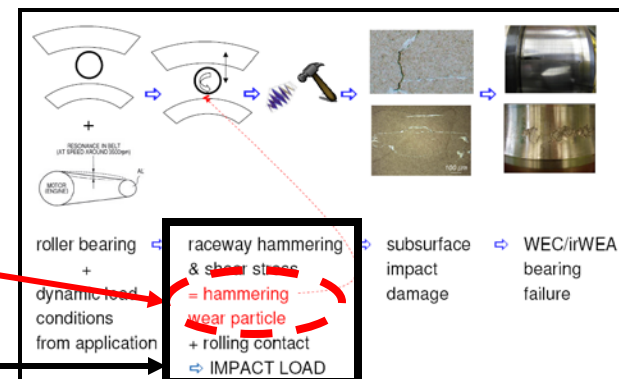 +
RESONANCE IN BELT
(AT SPEED AROUND 3500rpm)
MOTOR
(ENGINE)
AL
100 µm
roller bearing
+
dynamic load
conditions
from application
raceway hammering
& shear stress
= hammering
wear particle
+ rolling contact
⇨ IMPACT LOAD
subsurface
impact
damage
WEC/irWEA
bearing
failure